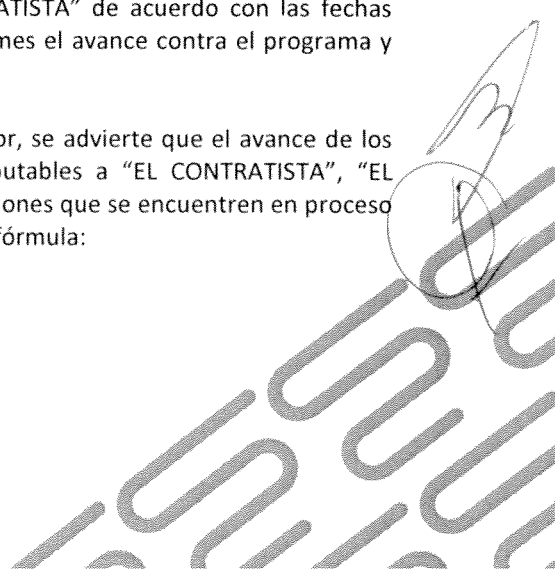 ATISTA” de acuerdo con las fechas
mes el avance contra el programa y
or, se advierte que el avance de los
putables a “EL CONTRATISTA”, “EL
iones que se encuentren en proceso
fórmula: